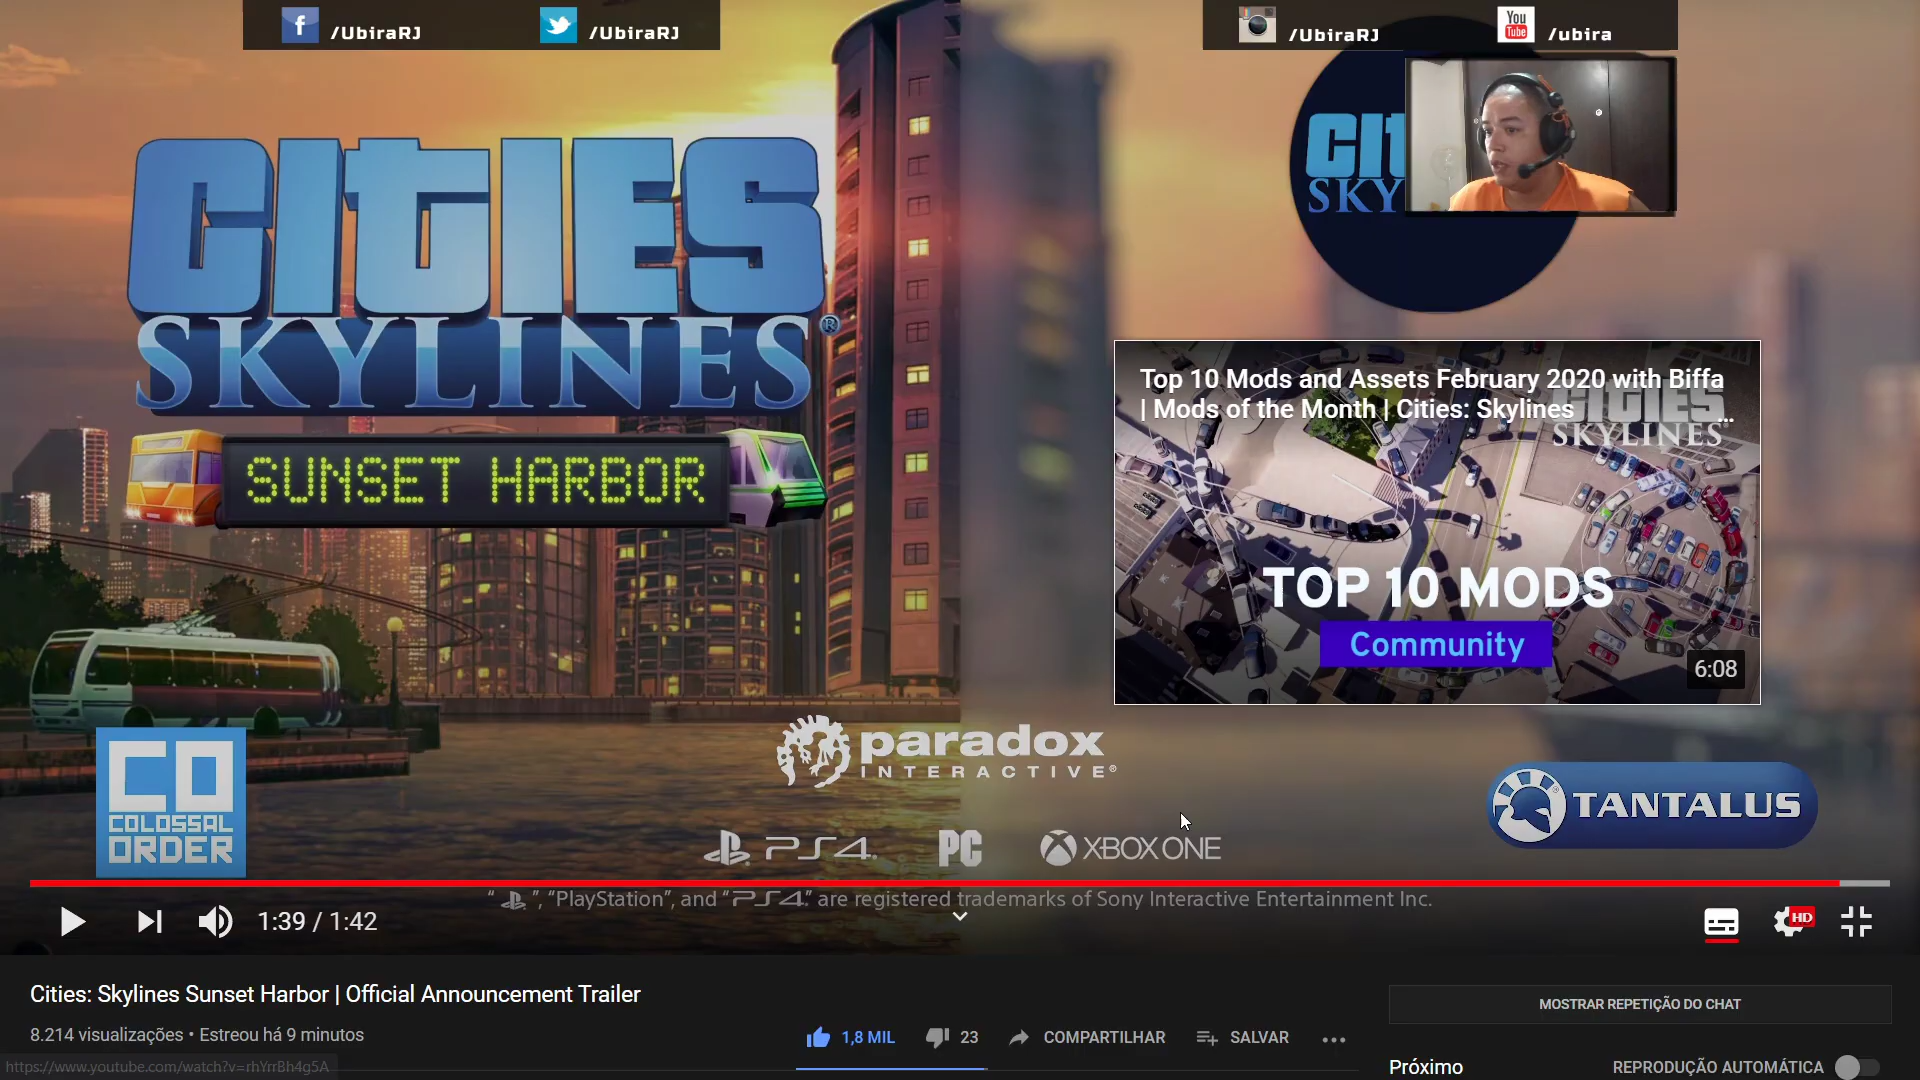 /UbiraRJ
/UbiraRJ
/UbiraRJ
You
Tube
/ubira
CITIES
SKYLINES®
SUNSET HARBOR
CIT
SKY
Top 10 Mods and Assets February 2020 with Biffa
| Mods of the Month | Cities: Skylines
...
CITIES
SKYLINES
TOP 10 MODS
Community
6:08
CO
COLOSSAL
ORDER
paradox
INTERACTIVE®
TANTALUS
PS4
PC
XBOX ONE
“ ”, “PlayStation”, and “PS4” are registered trademarks of Sony Interactive Entertainment Inc.
1:39 / 1:42
HD
Cities: Skylines Sunset Harbor | Official Announcement Trailer
8.214 visualizações • Estreou há 9 minutos
1,8 MIL
23
COMPARTILHAR
SALVAR
MOSTRAR REPETIÇÃO DO CHAT
Próximo
REPRODUÇÃO AUTOMÁTICA
https://www.youtube.com/watch?v=rhYrrBh4g5A